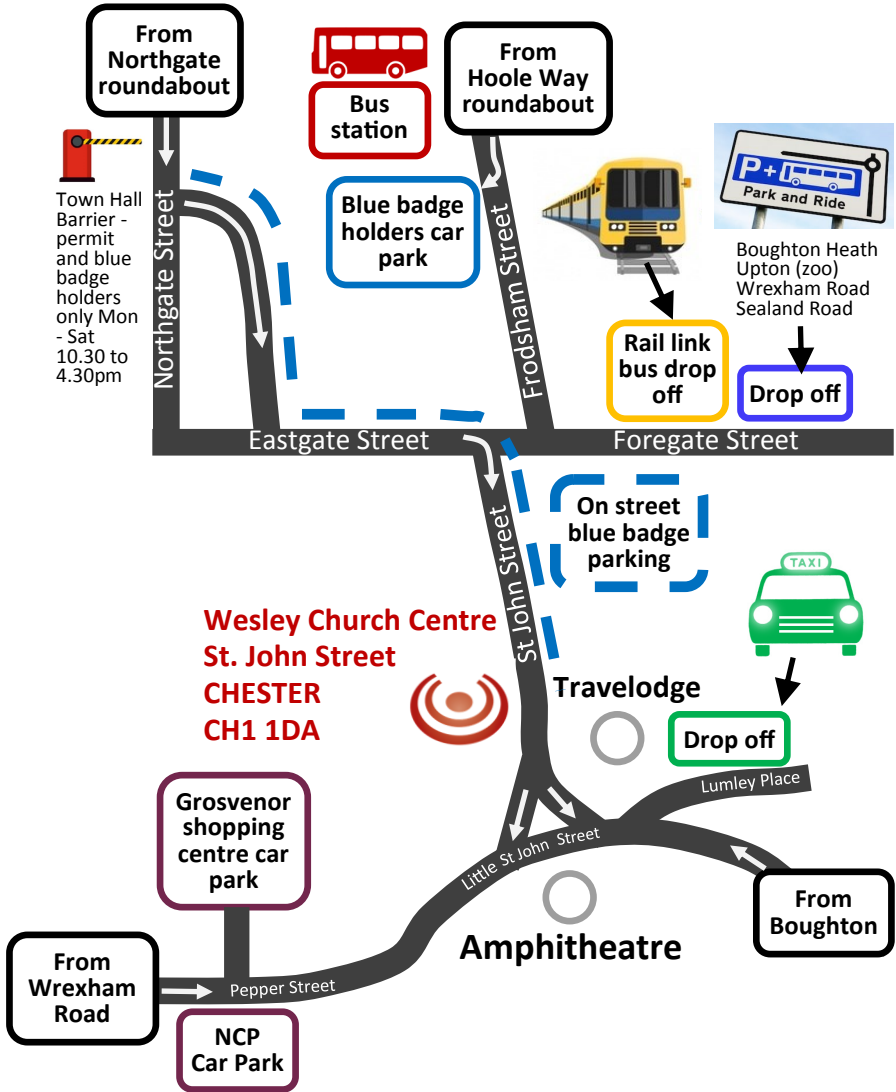 From
Northgate
roundabout
Bus
station
From
Hoole Way
roundabout
P+
Park and Ride
Town Hall
Barrier -
permit
and blue
badge
holders
only Mon
- Sat
10.30 to
4.30pm
Northgate Street
Blue badge
holders car
park
Frodsham Street
Boughton Heath
Upton (zoo)
Wrexham Road
Sealand Road
Rail link
bus drop
off
Drop off
Eastgate Street
Foregate Street
St John Street
On street
blue badge
parking
TAXI
Wesley Church Centre
St. John Street
CHESTER
CH1 1DA
Travelodge
Drop off
Lumley Place
Grosvenor
shopping
centre car
park
Little St John Street
From
Boughton
Amphitheatre
From
Wrexham
Road
Pepper Street
NCP
Car Park